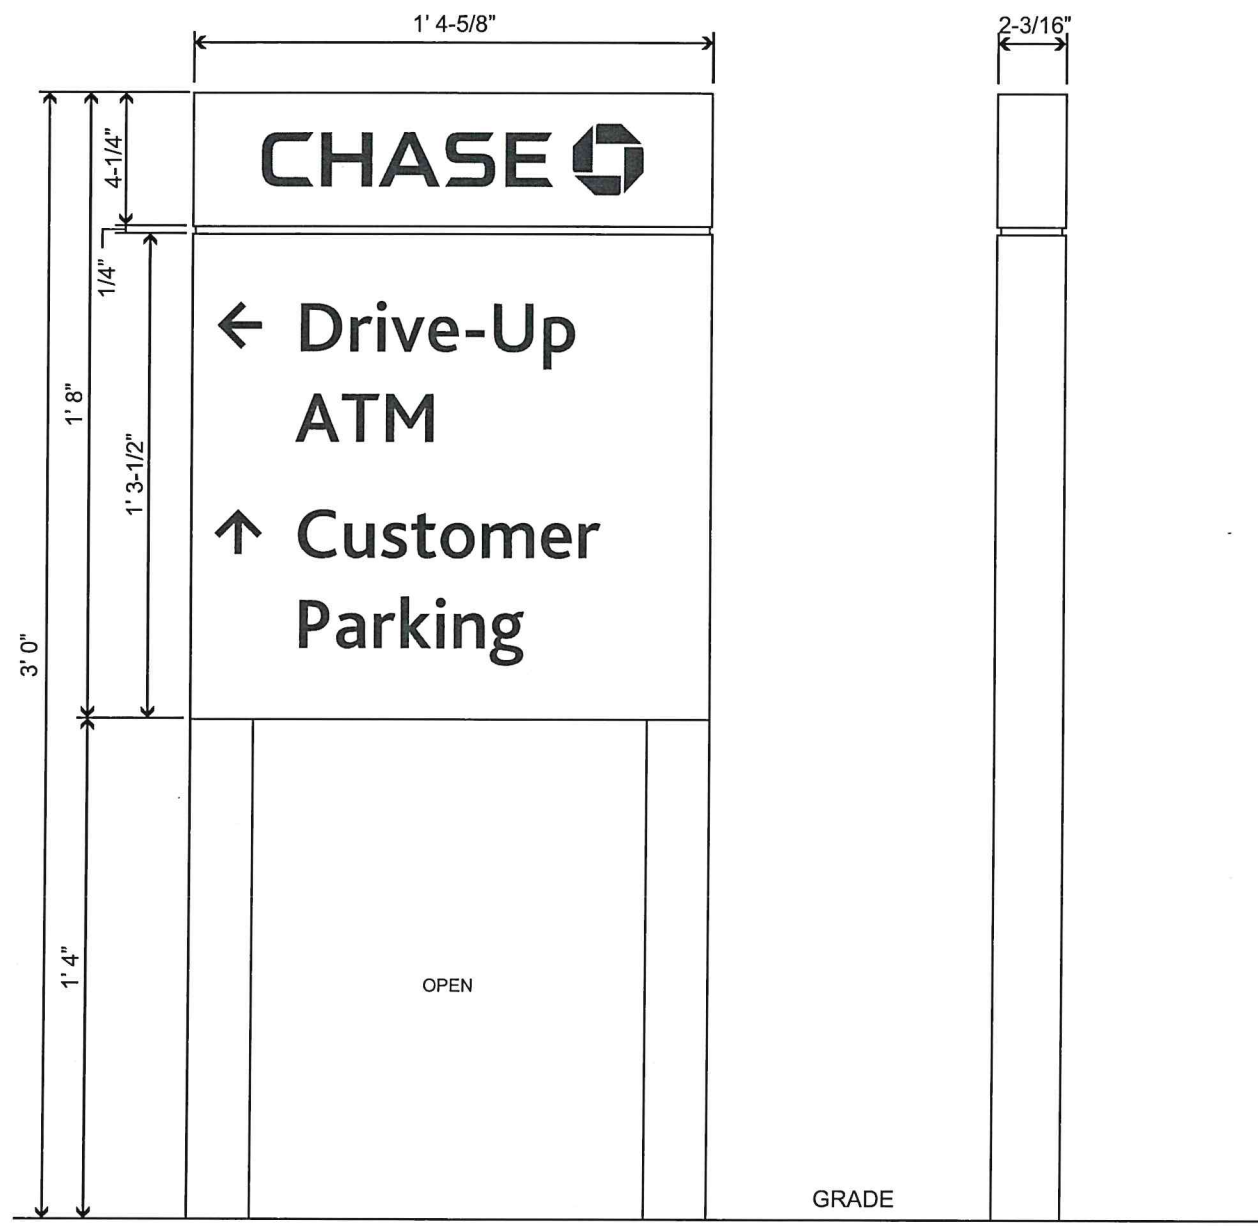 1' 4-5/8"
2-3/16"
4-1/4"
CHASE
1/4"
← Drive-Up
ATM
1' 8"
1' 3-1/2"
↑ Customer
Parking
3' 0"
1' 4"
OPEN
GRADE